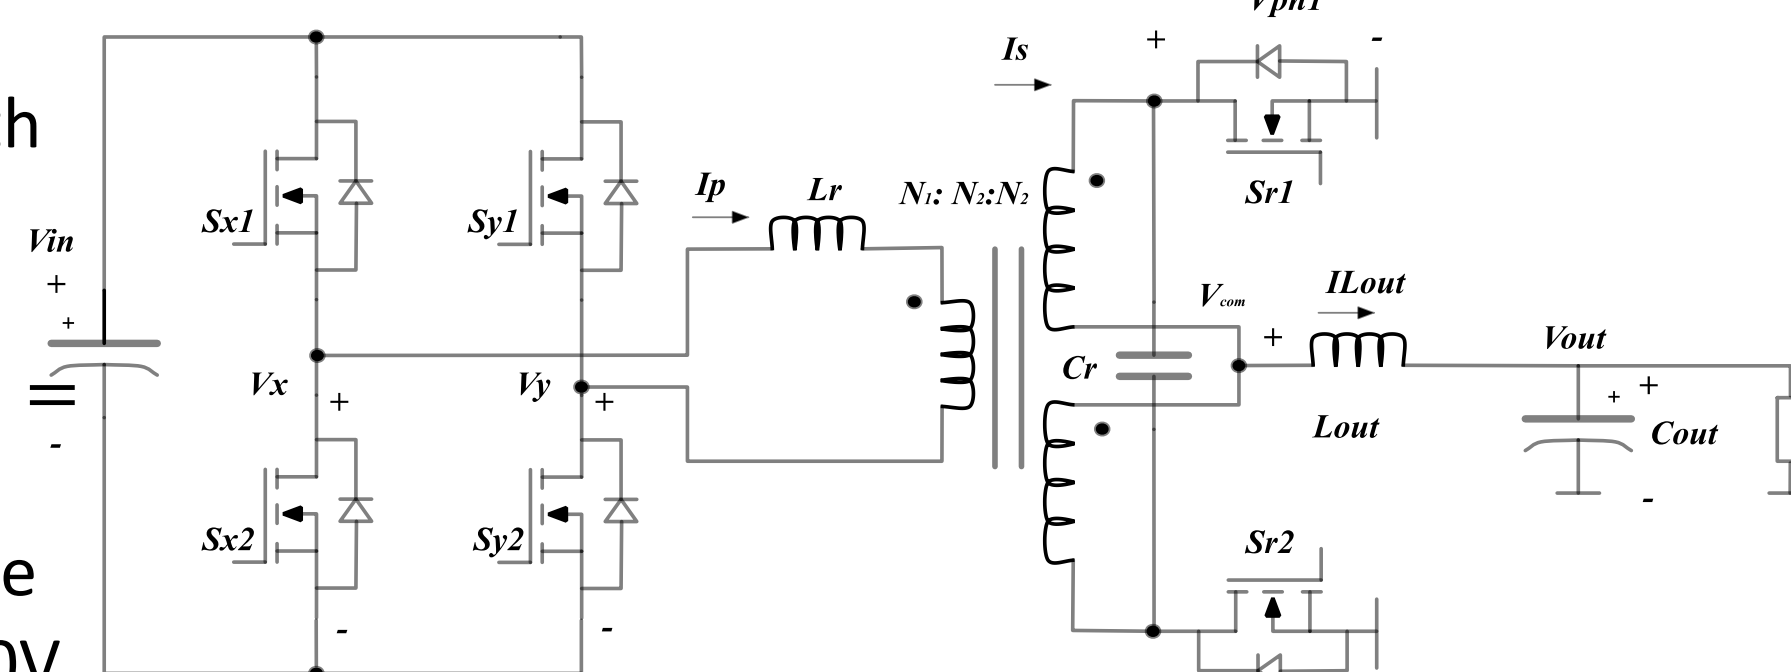 Vph1
+ -
Is
Sr1
Ip
Lr
N1: N2:N2
Sx1
Sy1
Vin
+
+
-
Vcom
ILout
+
Vout
Vx
+
Vy
+
Cr
Lout
+
+
Cout
-
Sx2
Sy2
Sr2
-
-